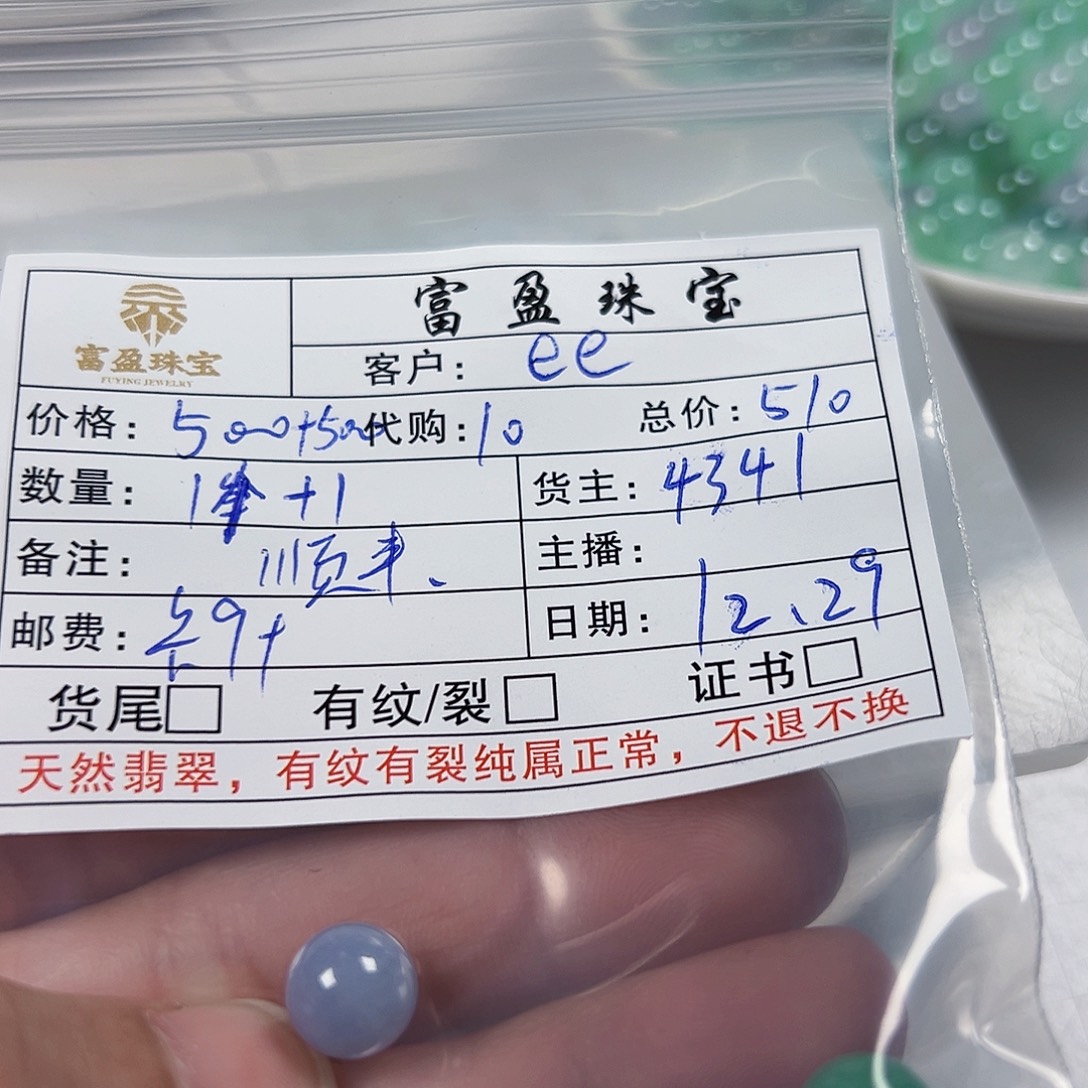 富盈珠宝
FUYING JEWELRY
富盈珠宝
客户： ee
价格： 500+500 代购：10 总价：510
数量： 1 +1 货主：4341
备注： 顺丰、 主播：
邮费： 日期： 12、29
货尾□ 有纹/裂□ 证书□
天然翡翠，有纹有裂纯属正常，不退不换